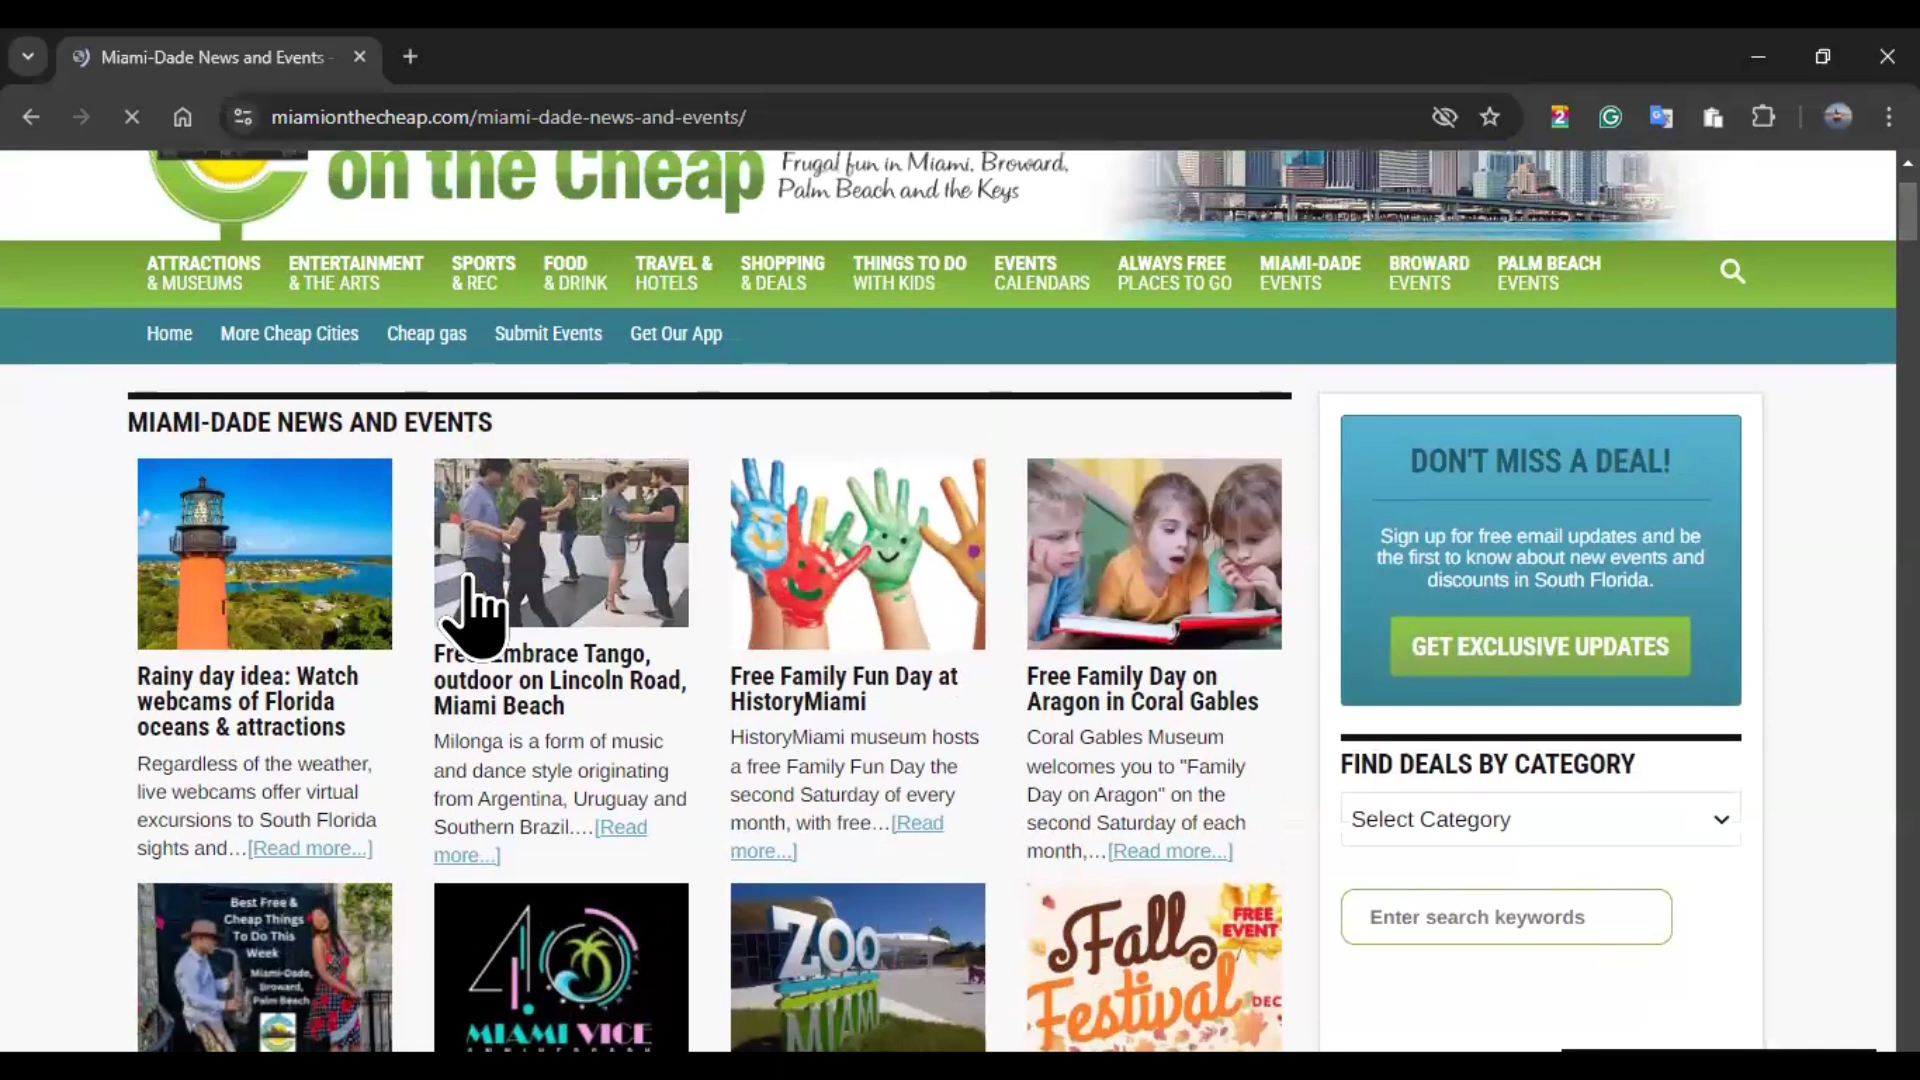 Miami-Dade News and Events -
miamionthecheap.com/miami-dade-news-and-events/
on the Cheap
Frugal fun in Miami, Broward,
Palm Beach and the Keys
ATTRACTIONS & MUSEUMS
ENTERTAINMENT & THE ARTS
SPORTS & REC
FOOD & DRINK
TRAVEL & HOTELS
SHOPPING & DEALS
THINGS TO DO WITH KIDS
EVENTS CALENDARS
ALWAYS FREE PLACES TO GO
MIAMI-DADE EVENTS
BROWARD EVENTS
PALM BEACH EVENTS
Home More Cheap Cities Cheap gas Submit Events Get Our App
MIAMI-DADE NEWS AND EVENTS
Rainy day idea: Watch
webcams of Florida
oceans & attractions
Regardless of the weather,
live webcams offer virtual
excursions to South Florida
sights and…[Read more...]
Embrace Tango,
outdoor on Lincoln Road,
Miami Beach
Milonga is a form of music
and dance style originating
from Argentina, Uruguay and
Southern Brazil.…[Read
more...]
Free Family Fun Day at
HistoryMiami
HistoryMiami museum hosts
a free Family Fun Day the
second Saturday of every
month, with free…[Read
more...]
Free Family Day on
Aragon in Coral Gables
Coral Gables Museum
welcomes you to "Family
Day on Aragon" on the
second Saturday of each
month,…[Read more...]
Best Free &
Cheap Things
To Do This
Week
Miami-Dade,
Broward,
Palm Beach
40
MIAMI VICE
ZOO
MIAMI
Fall
Festival
FREE
EVENT
DEC
DON'T MISS A DEAL!
Sign up for free email updates and be
the first to know about new events and
discounts in South Florida.
GET EXCLUSIVE UPDATES
FIND DEALS BY CATEGORY
Select Category
Enter search keywords